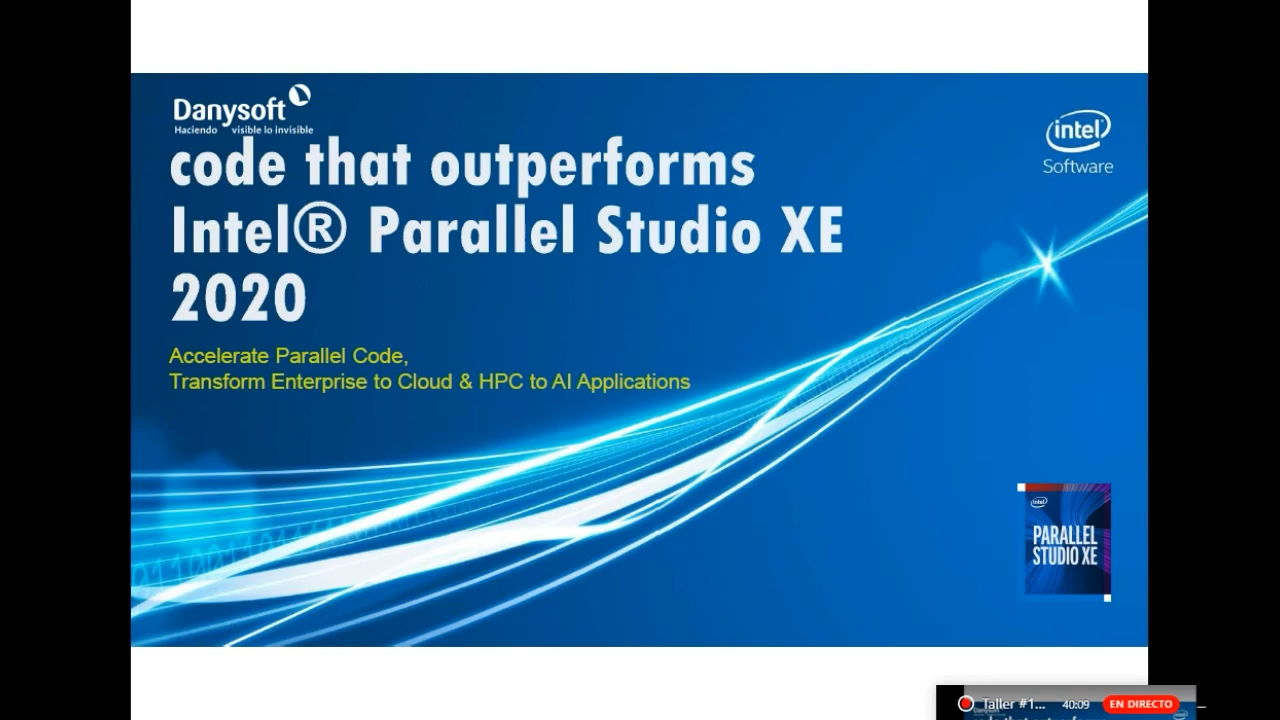 Danysoft
Haciendo visible lo invisible
intel
Software
code that outperforms
Intel® Parallel Studio XE
2020
Accelerate Parallel Code,
Transform Enterprise to Cloud & HPC to AI Applications
intel
PARALLEL
STUDIO XE
Taller #1... 40:09 EN DIRECTO